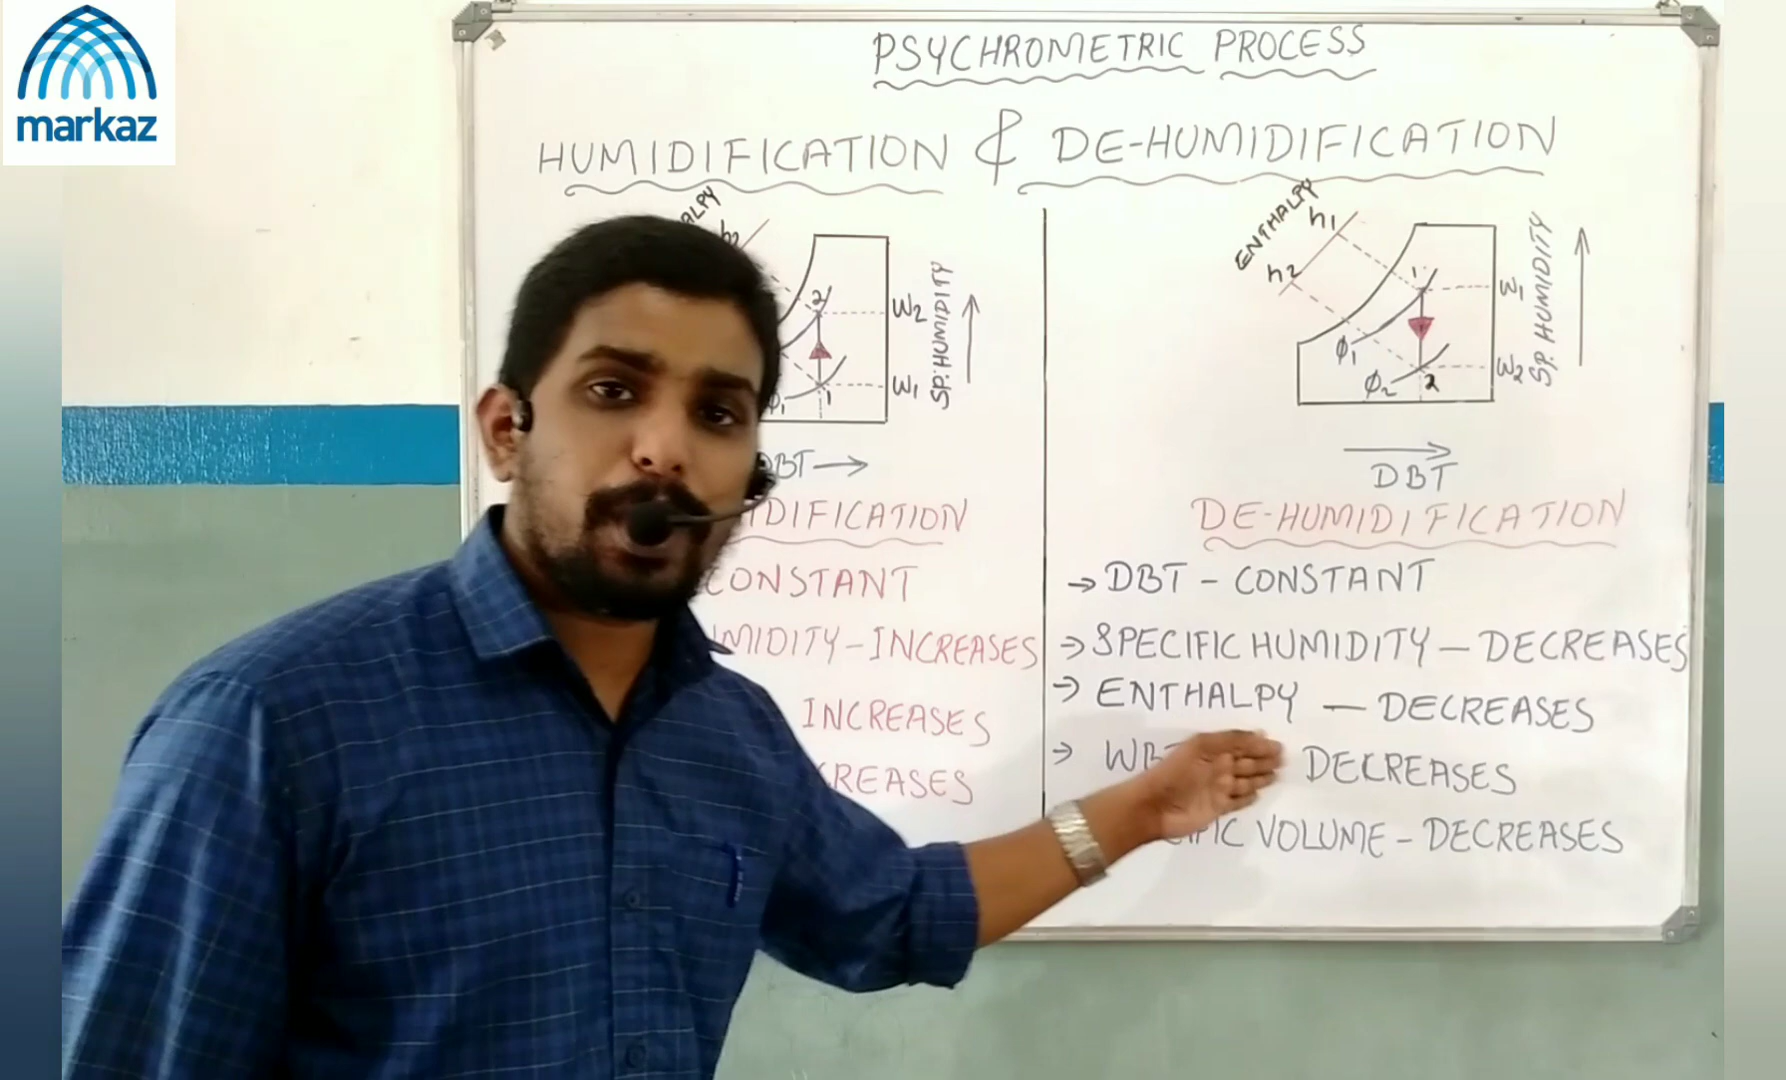 markaz
PSYCHROMETRIC PROCESS
HUMIDIFICATION & DE-HUMIDIFICATION
h2
2
1
W2
W1
SP. HUMIDITY
DBT
CONSTANT
INCREASES
INCREASES
ENTHALPY
h1
h2
1
2
φ1
φ2
W1
W2
SP. HUMIDITY
DBT
DE-HUMIDIFICATION
→ DBT - CONSTANT
→ SPECIFIC HUMIDITY - DECREASES
→ ENTHALPY - DECREASES
→ DECREASES
VOLUME - DECREASES